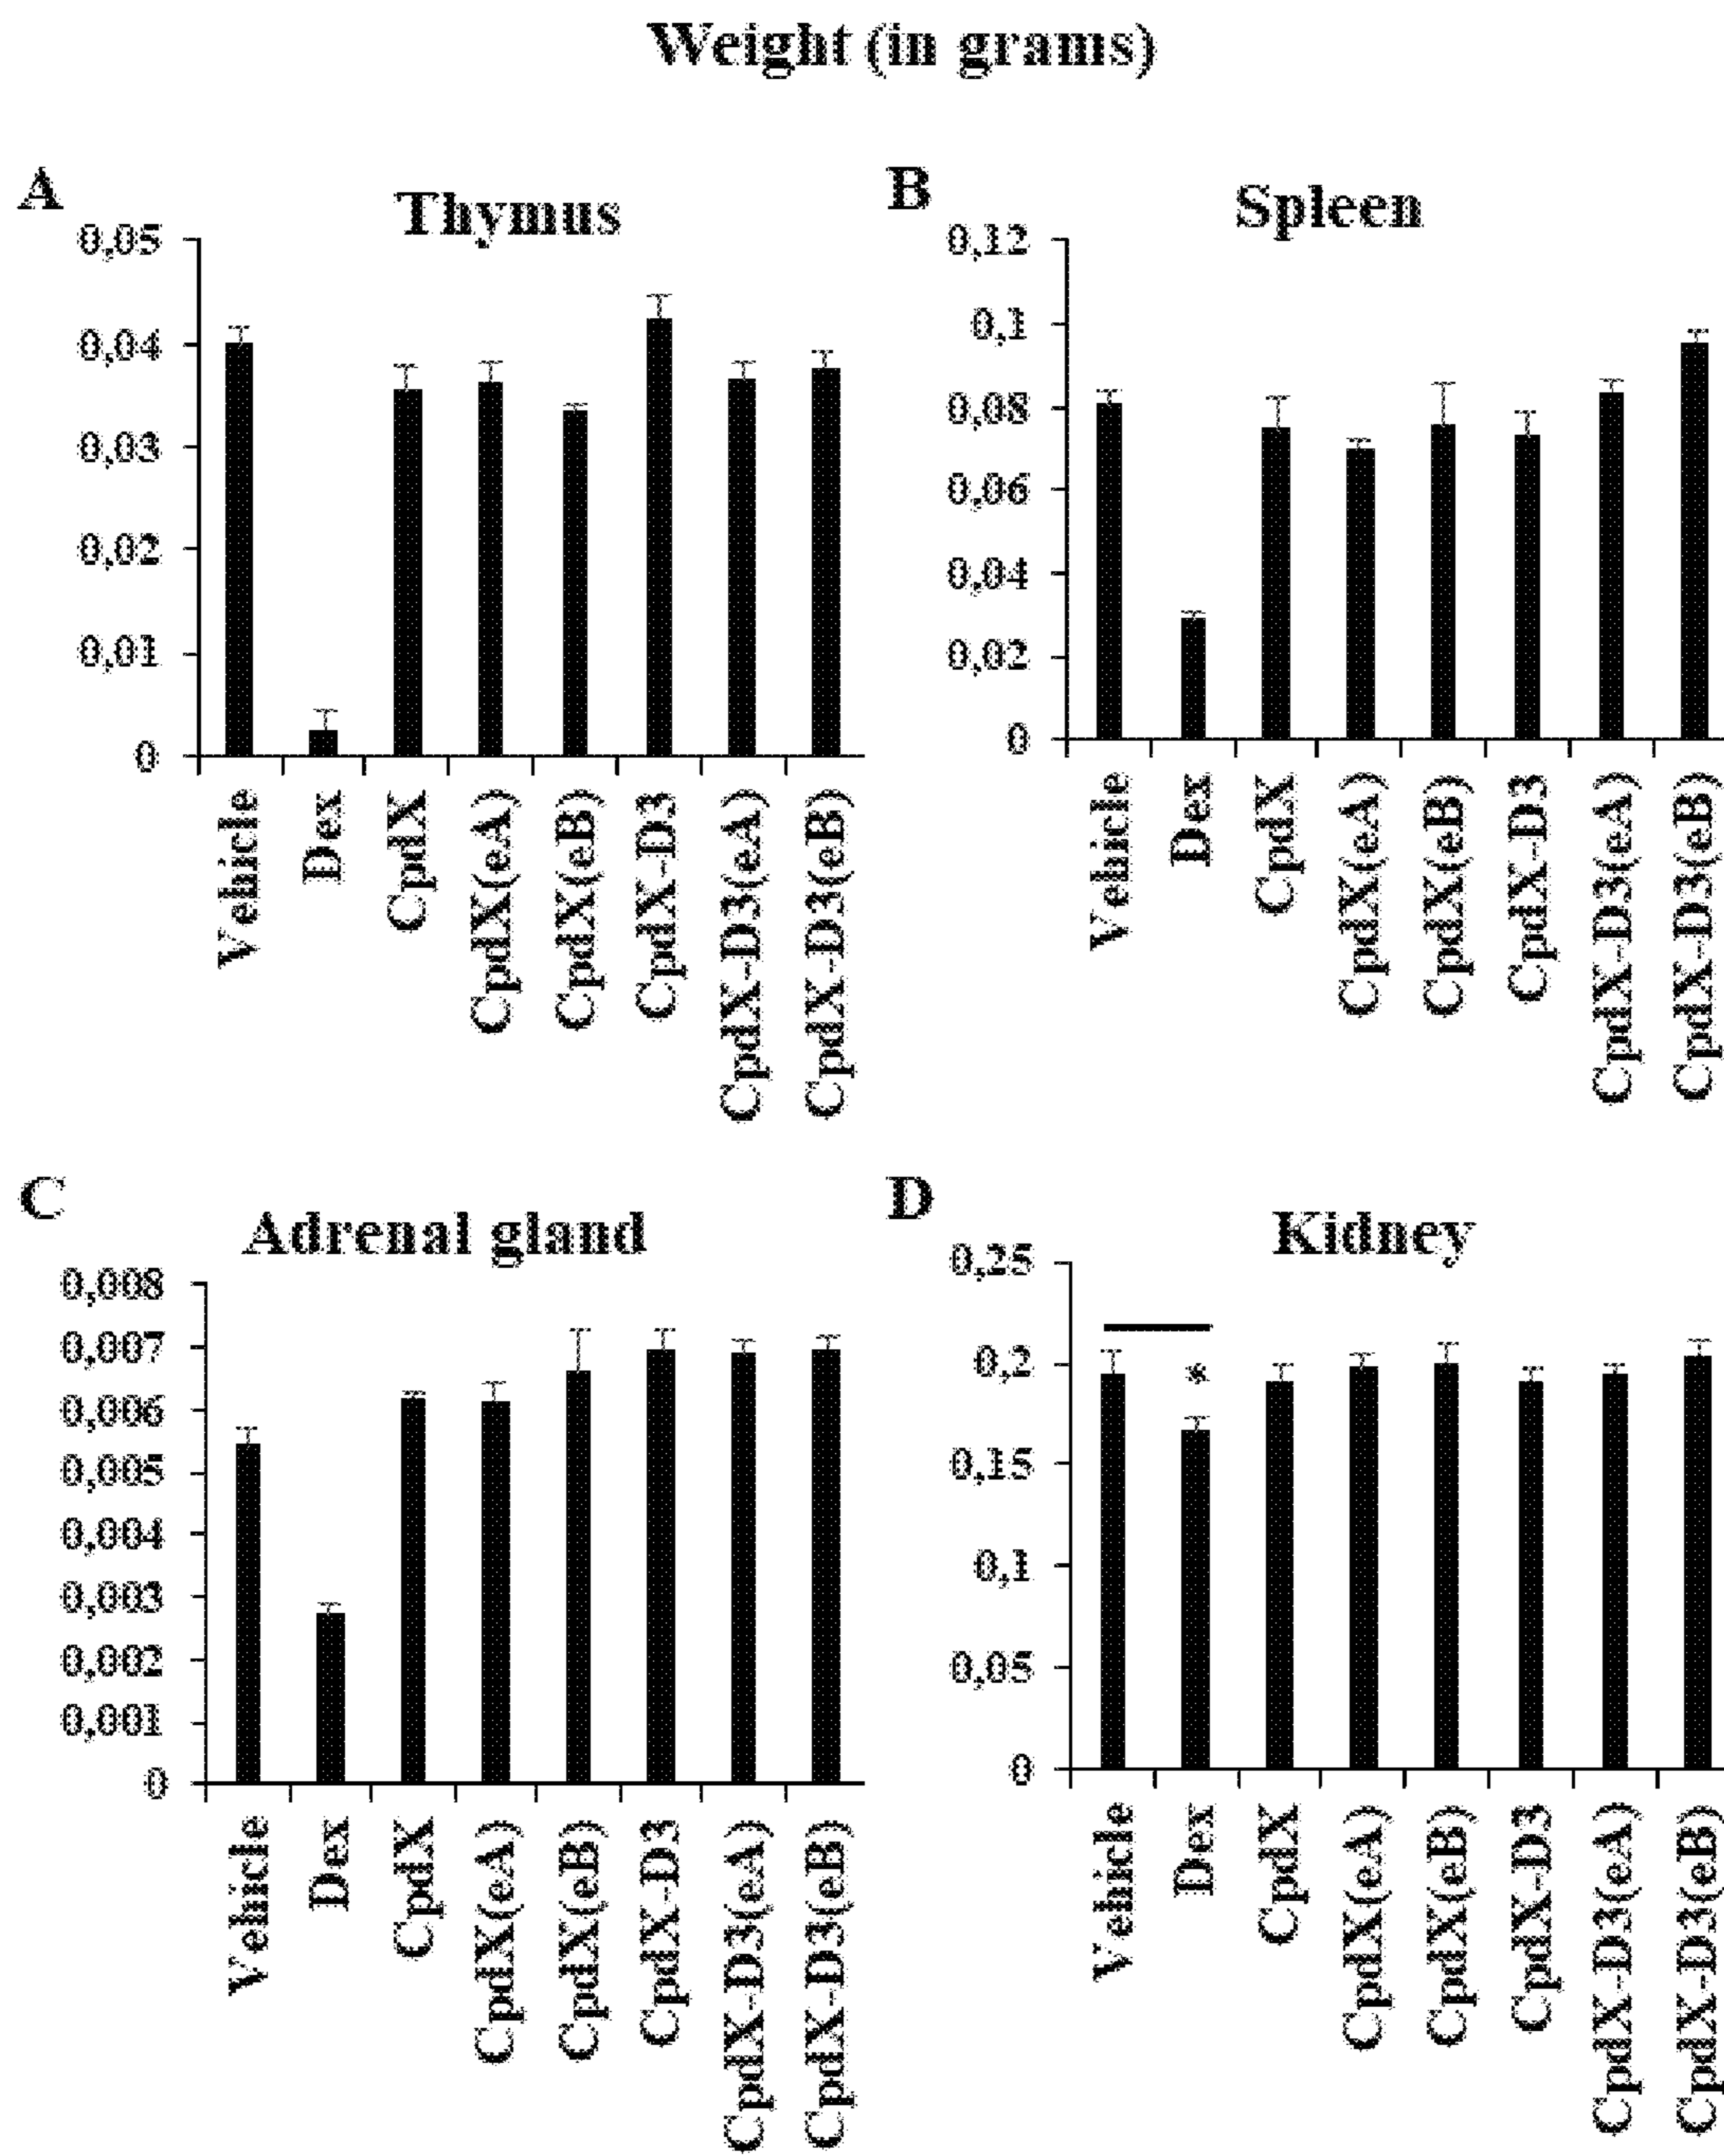 Weight (in grams)
A
Thymus
0,05
0,04
0,03
0,02
0,01
0
Vehicle
Dex
CpdX
CpdX(eA)
CpdX(eB)
CpdX-D3
CpdX-D3(eA)
CpdX-D3(eB)
B
Spleen
0,12
0,1
0,08
0,06
0,04
0,02
0
Vehicle
Dex
CpdX
CpdX(eA)
CpdX(eB)
CpdX-D3
CpdX-D3(eA)
CpdX-D3(eB)
C
Adrenal gland
0,008
0,007
0,006
0,005
0,004
0,003
0,002
0,001
0
Vehicle
Dex
CpdX
CpdX(eA)
CpdX(eB)
CpdX-D3
CpdX-D3(eA)
CpdX-D3(eB)
D
Kidney
0,25
0,2
0,15
0,1
0,05
0
*
Vehicle
Dex
CpdX
CpdX(eA)
CpdX(eB)
CpdX-D3
CpdX-D3(eA)
CpdX-D3(eB)